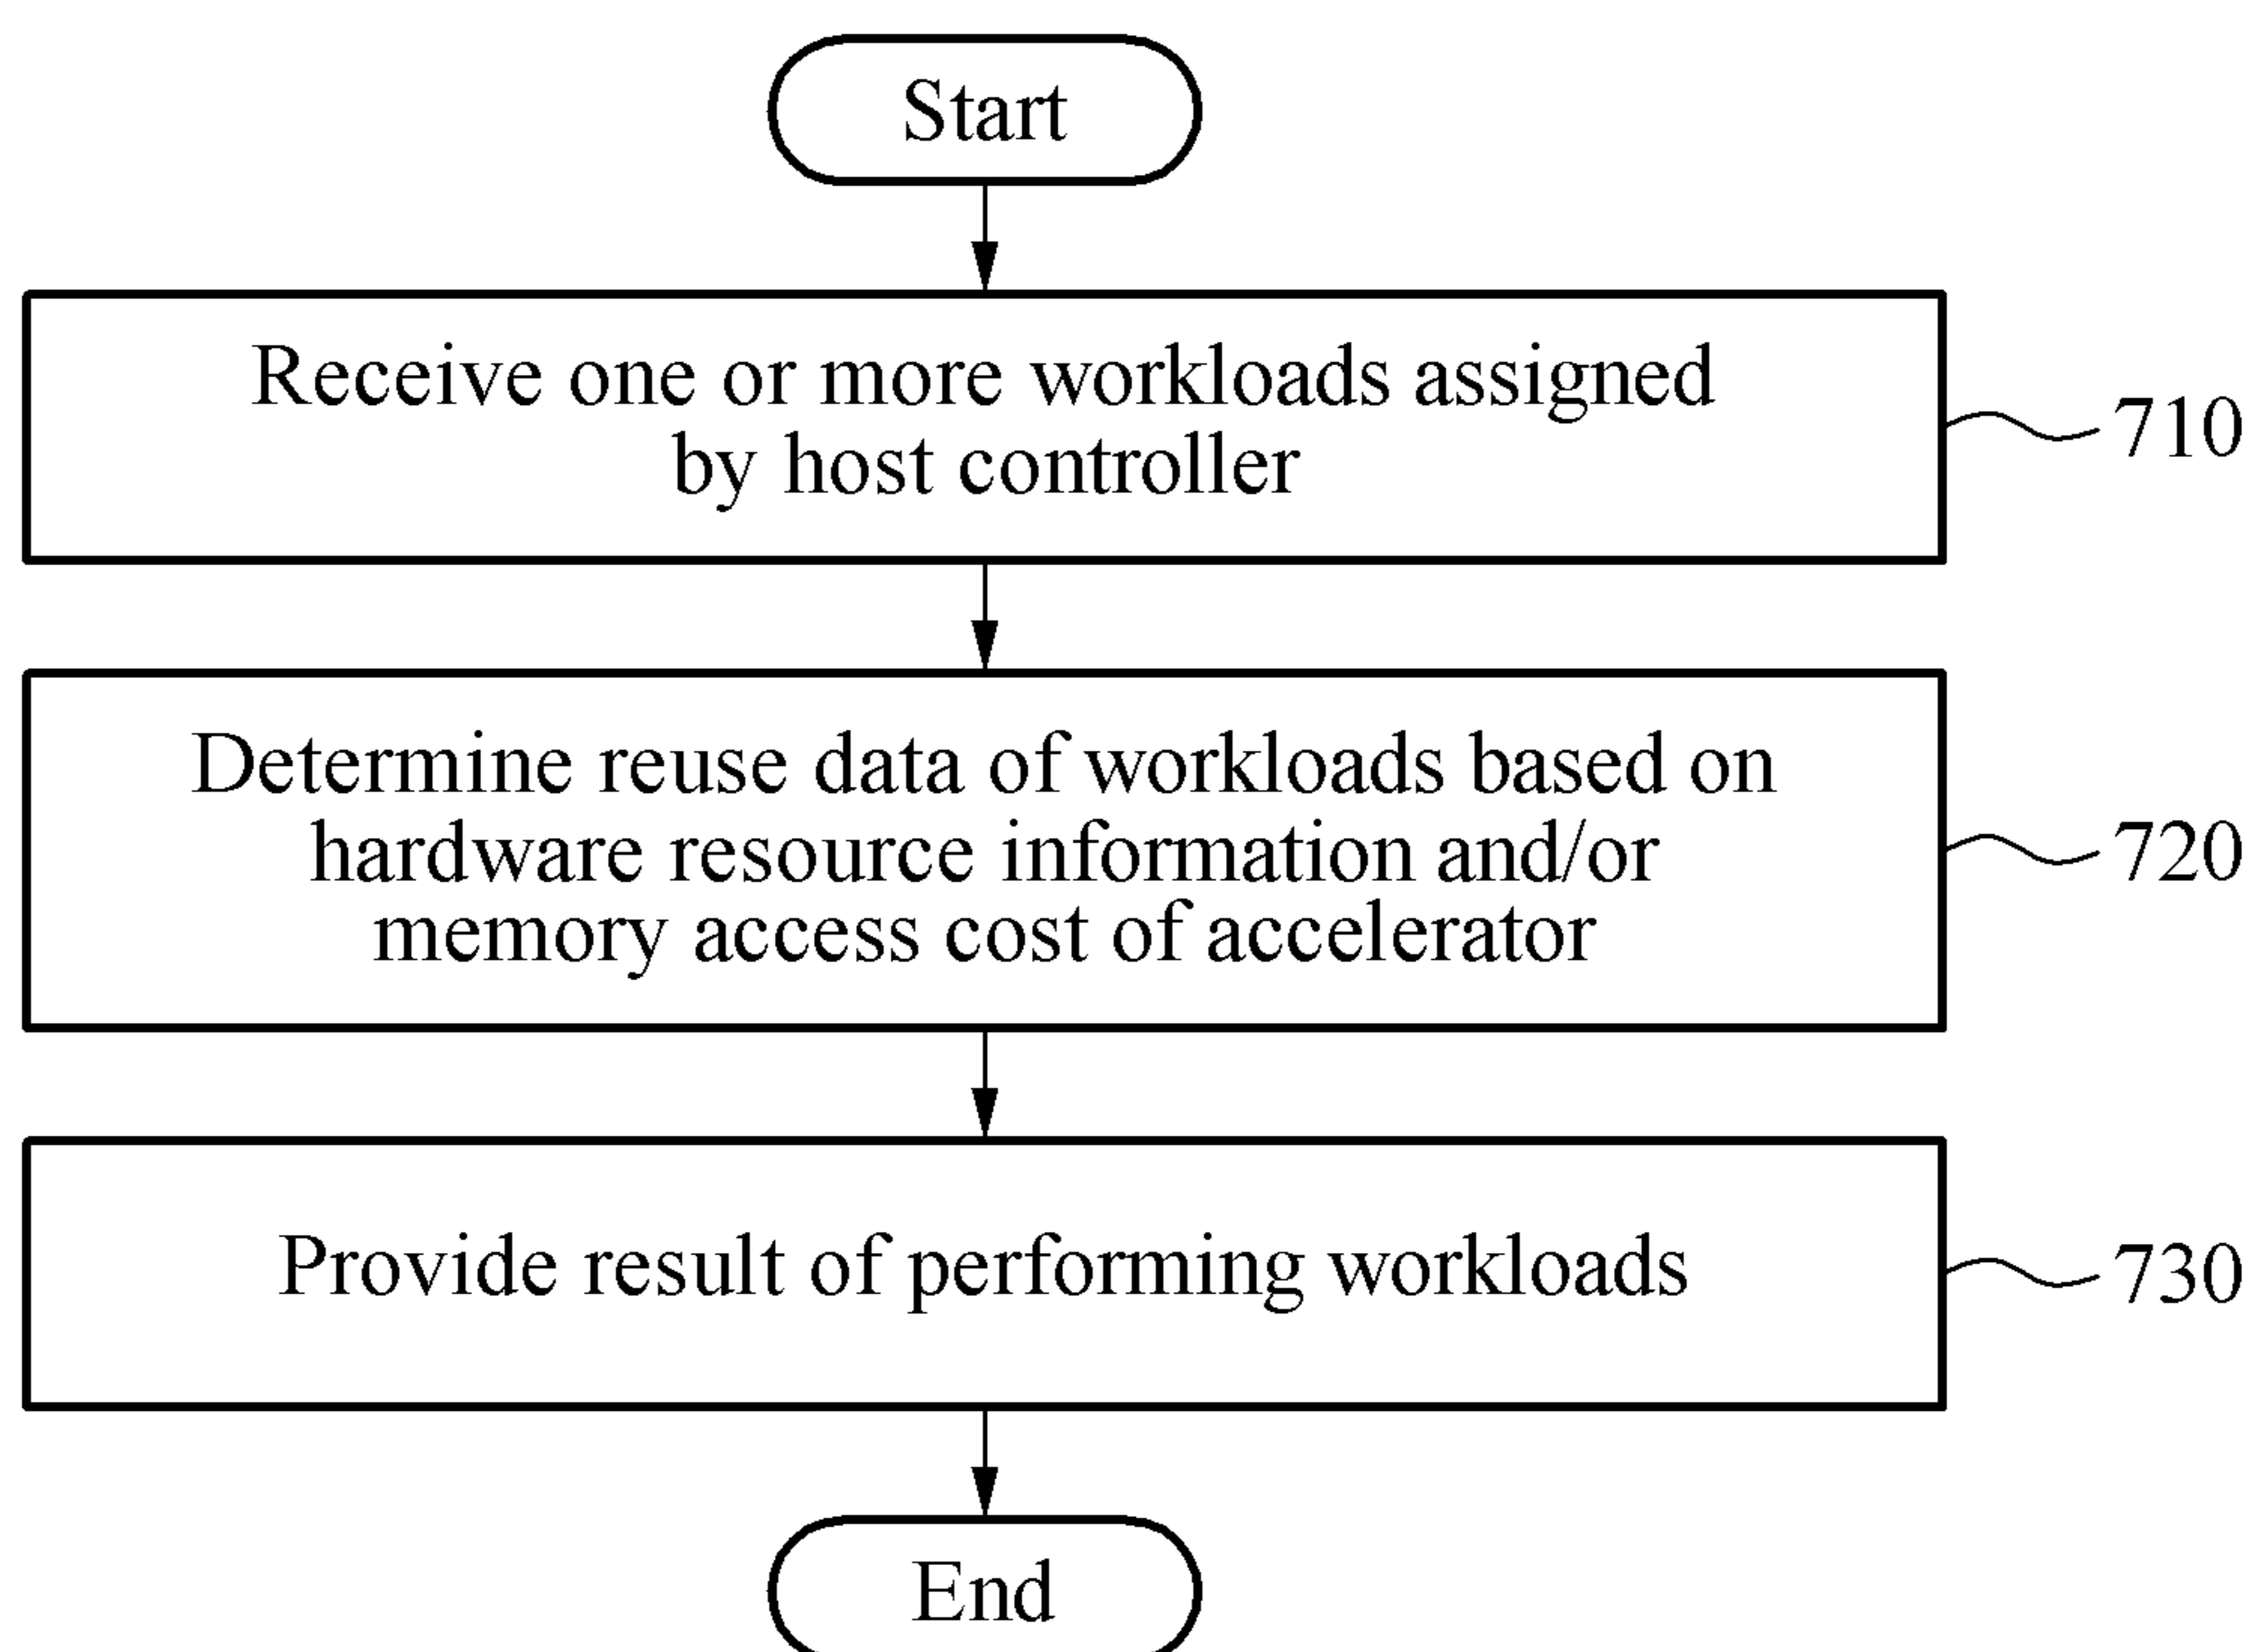 Start
Receive one or more workloads assigned
by host controller
710
Determine reuse data of workloads based on
hardware resource information and/or
memory access cost of accelerator
720
Provide result of performing workloads
730
End